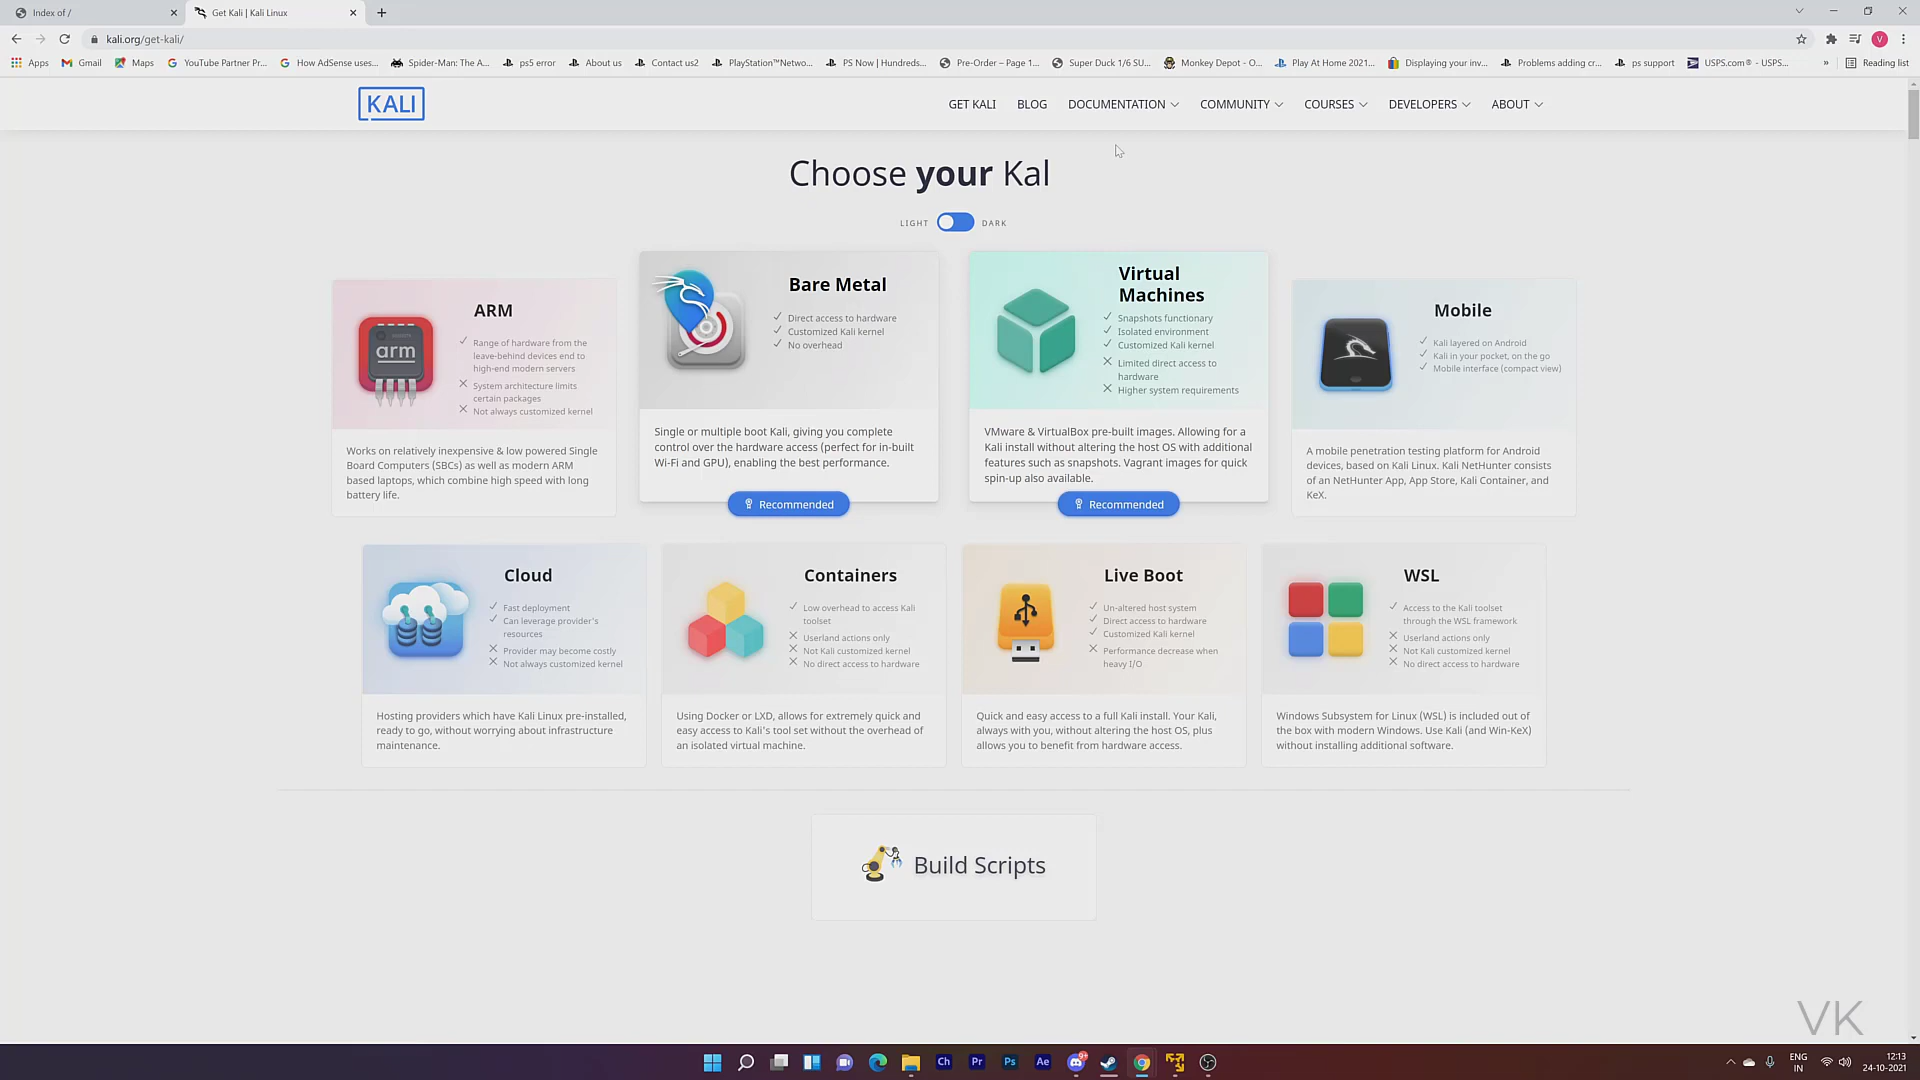 Index of /
Get Kali | Kali Linux
kali.org/get-kali/
Apps
Gmail
Maps
YouTube Partner Pr...
How AdSense uses...
Spider-Man: The A...
ps5 error
About us
Contact us2
PlayStation™Netwo...
PS Now | Hundreds...
Pre-Order – Page 1...
Super Duck 1/6 SU...
Monkey Depot - O...
Play At Home 2021...
Displaying your inv...
Problems adding cr...
ps support
USPS.com® - USPS...
»
Reading list
V
KALI
GET KALI
BLOG
DOCUMENTATION
COMMUNITY
COURSES
DEVELOPERS
ABOUT
Choose your Kal
LIGHT
DARK
ARM
arm
Range of hardware from the
leave-behind devices end to
high-end modern servers
System architecture limits
certain packages
Not always customized kernel
Works on relatively inexpensive & low powered Single
Board Computers (SBCs) as well as modern ARM
based laptops, which combine high speed with long
battery life.
Bare Metal
Direct access to hardware
Customized Kali kernel
No overhead
Single or multiple boot Kali, giving you complete
control over the hardware access (perfect for in-built
Wi-Fi and GPU), enabling the best performance.
Recommended
Virtual
Machines
Snapshots functionary
Isolated environment
Customized Kali kernel
Limited direct access to
hardware
Higher system requirements
VMware & VirtualBox pre-built images. Allowing for a
Kali install without altering the host OS with additional
features such as snapshots. Vagrant images for quick
spin-up also available.
Recommended
Mobile
Kali layered on Android
Kali in your pocket, on the go
Mobile interface (compact view)
A mobile penetration testing platform for Android
devices, based on Kali Linux. Kali NetHunter consists
of an NetHunter App, App Store, Kali Container, and
KeX.
Cloud
Fast deployment
Can leverage provider's
resources
Provider may become costly
Not always customized kernel
Hosting providers which have Kali Linux pre-installed,
ready to go, without worrying about infrastructure
maintenance.
Containers
Low overhead to access Kali
toolset
Userland actions only
Not Kali customized kernel
No direct access to hardware
Using Docker or LXD, allows for extremely quick and
easy access to Kali's tool set without the overhead of
an isolated virtual machine.
Live Boot
Un-altered host system
Direct access to hardware
Customized Kali kernel
Performance decrease when
heavy I/O
Quick and easy access to a full Kali install. Your Kali,
always with you, without altering the host OS, plus
allows you to benefit from hardware access.
WSL
Access to the Kali toolset
through the WSL framework
Userland actions only
Not Kali customized kernel
No direct access to hardware
Windows Subsystem for Linux (WSL) is included out of
the box with modern Windows. Use Kali (and Win-KeX)
without installing additional software.
Build Scripts
VK
Ch
Pr
Ps
Ae
9+
ENG
IN
12:13
24-10-2021